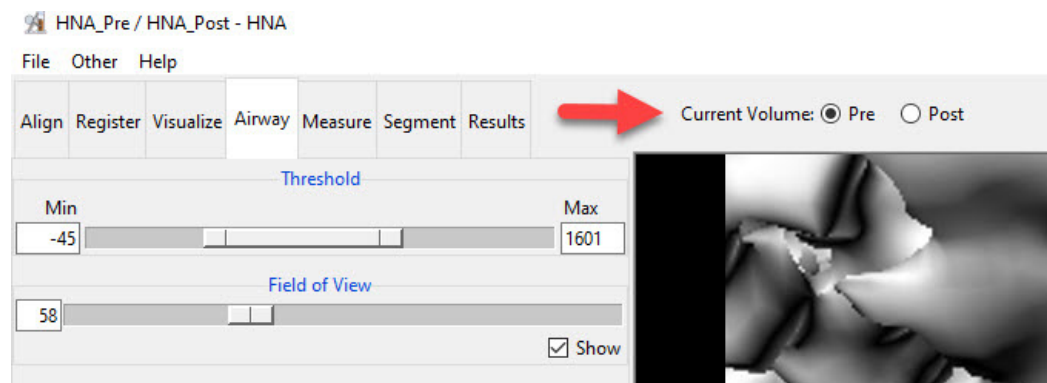 HNA_Pre / HNA_Post - HNA
File Other Help
Align Register Visualize Airway Measure Segment Results
Current Volume: Pre Post
Threshold
Min Max
-45 1601
Field of View
58
Show